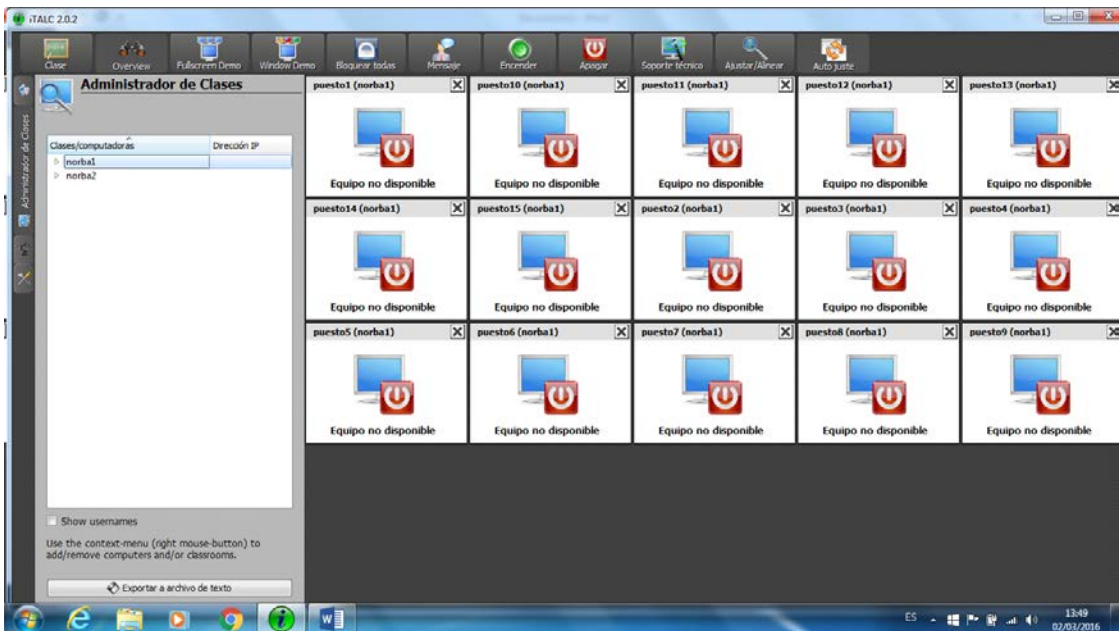 iTALC 2.0.2
Clase Overview Fullscreen Demo Window Demo Bloquear todas Mensaje Encender Apagar Soporte técnico Ajustar/Alinear Auto juste
Administrador de Clases
Administrador de Clases
Clases/computadoras Dirección IP
norba1
norba2
Show usernames
Use the context-menu (right mouse-button) to
add/remove computers and/or classrooms.
Exportar a archivo de texto
puesto1 (norba1) puesto10 (norba1) puesto11 (norba1) puesto12 (norba1) puesto13 (norba1)
Equipo no disponible Equipo no disponible Equipo no disponible Equipo no disponible Equipo no disponible
puesto14 (norba1) puesto15 (norba1) puesto2 (norba1) puesto3 (norba1) puesto4 (norba1)
Equipo no disponible Equipo no disponible Equipo no disponible Equipo no disponible Equipo no disponible
puesto5 (norba1) puesto6 (norba1) puesto7 (norba1) puesto8 (norba1) puesto9 (norba1)
Equipo no disponible Equipo no disponible Equipo no disponible Equipo no disponible Equipo no disponible
ES 13:49
02/03/2016